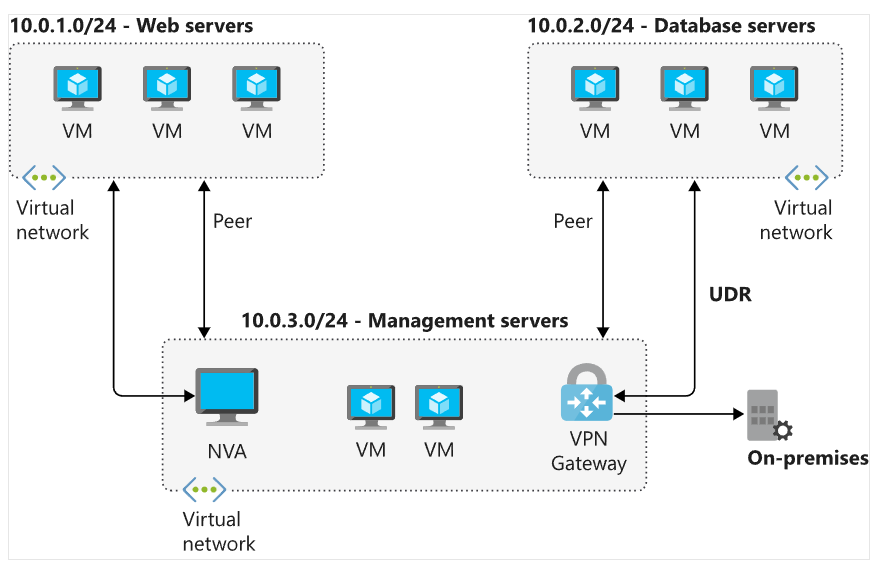 10.0.1.0/24 - Web servers
10.0.2.0/24 - Database servers
VM
VM
VM
VM
VM
VM
Virtual
network
Peer
Peer
Virtual
network
UDR
10.0.3.0/24 - Management servers
NVA
VM
VM
VPN
Gateway
On-premises
Virtual
network